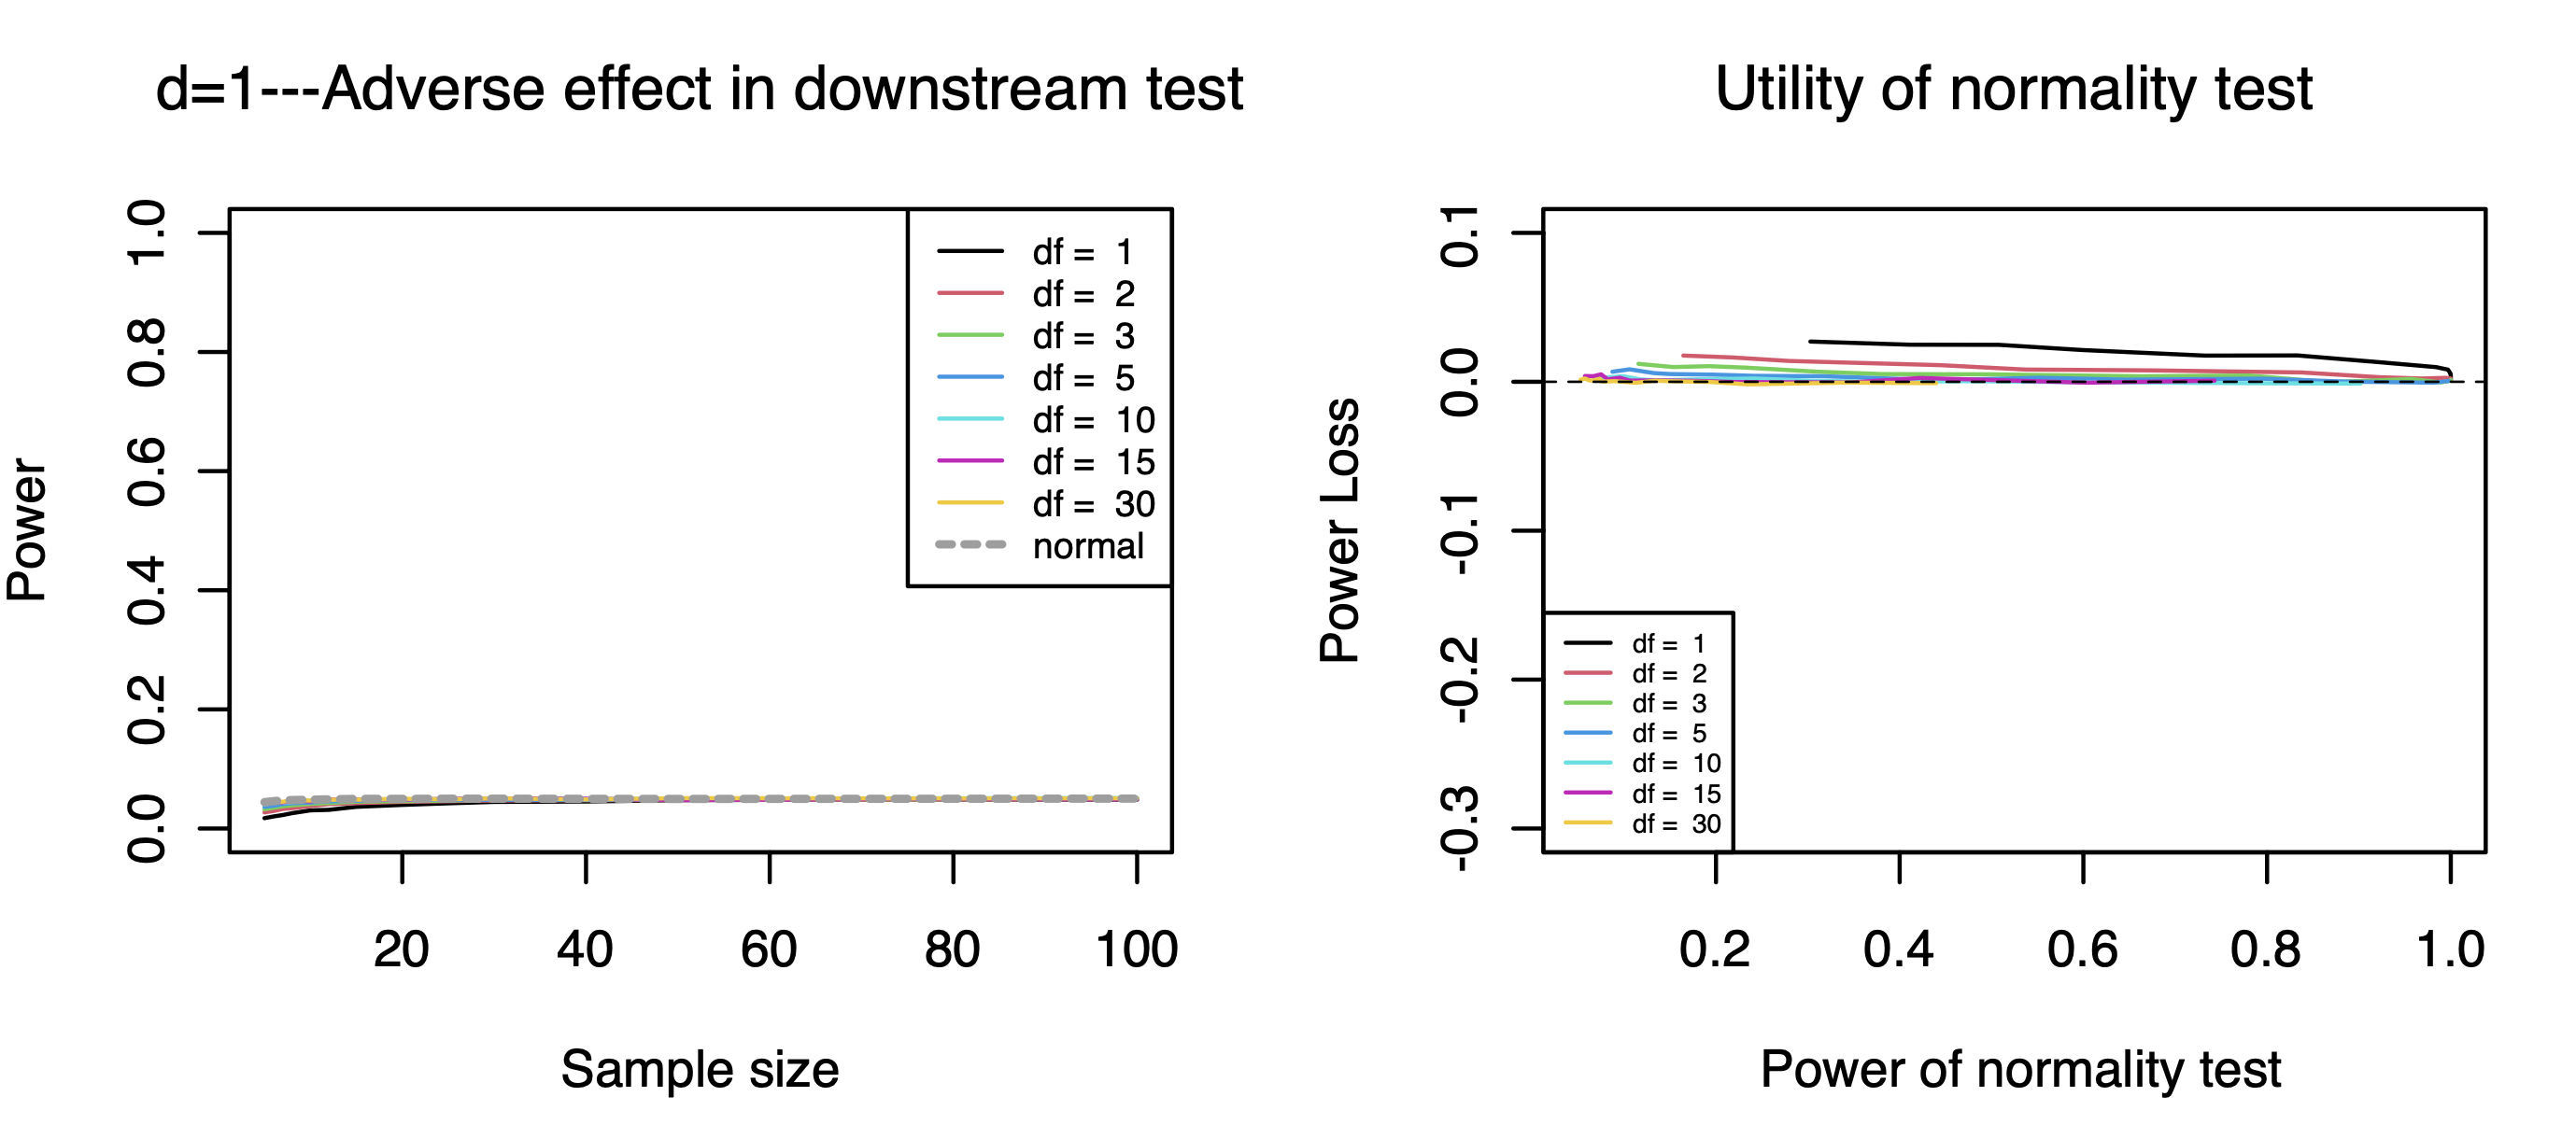 d=1---Adverse effect in downstream test
Power
1.0
0.8
0.6
0.4
0.2
0.0
df = 1
df = 2
df = 3
df = 5
df = 10
df = 15
df = 30
normal
20 40 60 80 100
Sample size
Utility of normality test
Power Loss
0.1
0.0
-0.1
-0.2
-0.3
df = 1
df = 2
df = 3
df = 5
df = 10
df = 15
df = 30
0.2 0.4 0.6 0.8 1.0
Power of normality test